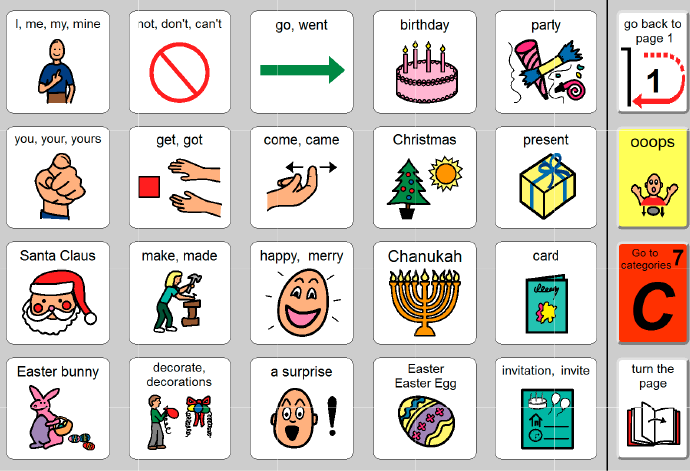 I, me, my, mine
not, don't, can't
go, went
birthday
party
go back to
page 1
1
you, your, yours
get, got
come, came
Christmas
present
ooops
Santa Claus
make, made
happy, merry
Chanukah
card
Go to
categories 7
C
Easter bunny
decorate,
decorations
a surprise
Easter
Easter Egg
invitation, invite
turn the
page